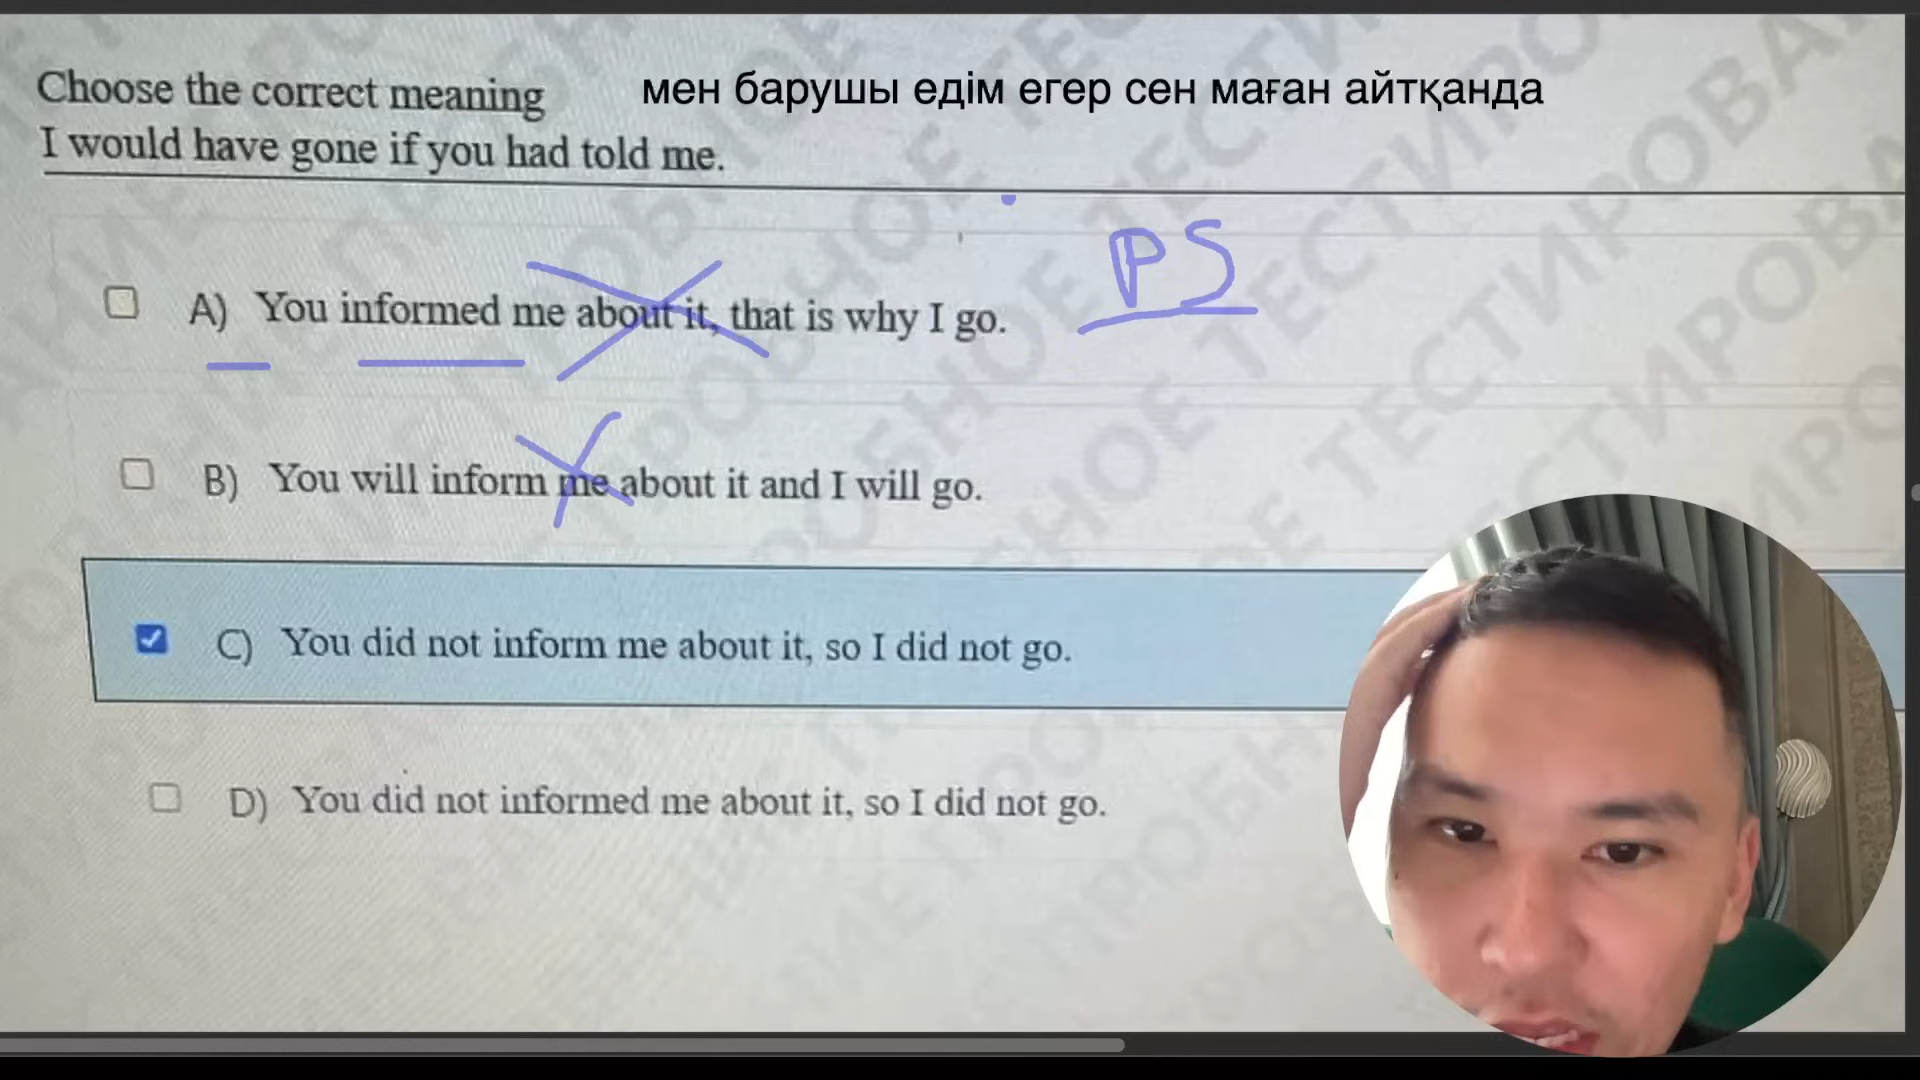 Choose the correct meaning
мен барушы едім егер сен маған айтқанда
I would have gone if you had told me.
PS
A) You informed me about it, that is why I go.
B) You will inform me about it and I will go.
C) You did not inform me about it, so I did not go.
D) You did not informed me about it, so I did not go.
ПРОБНОЕ ТЕСТИРОВАНИЕ